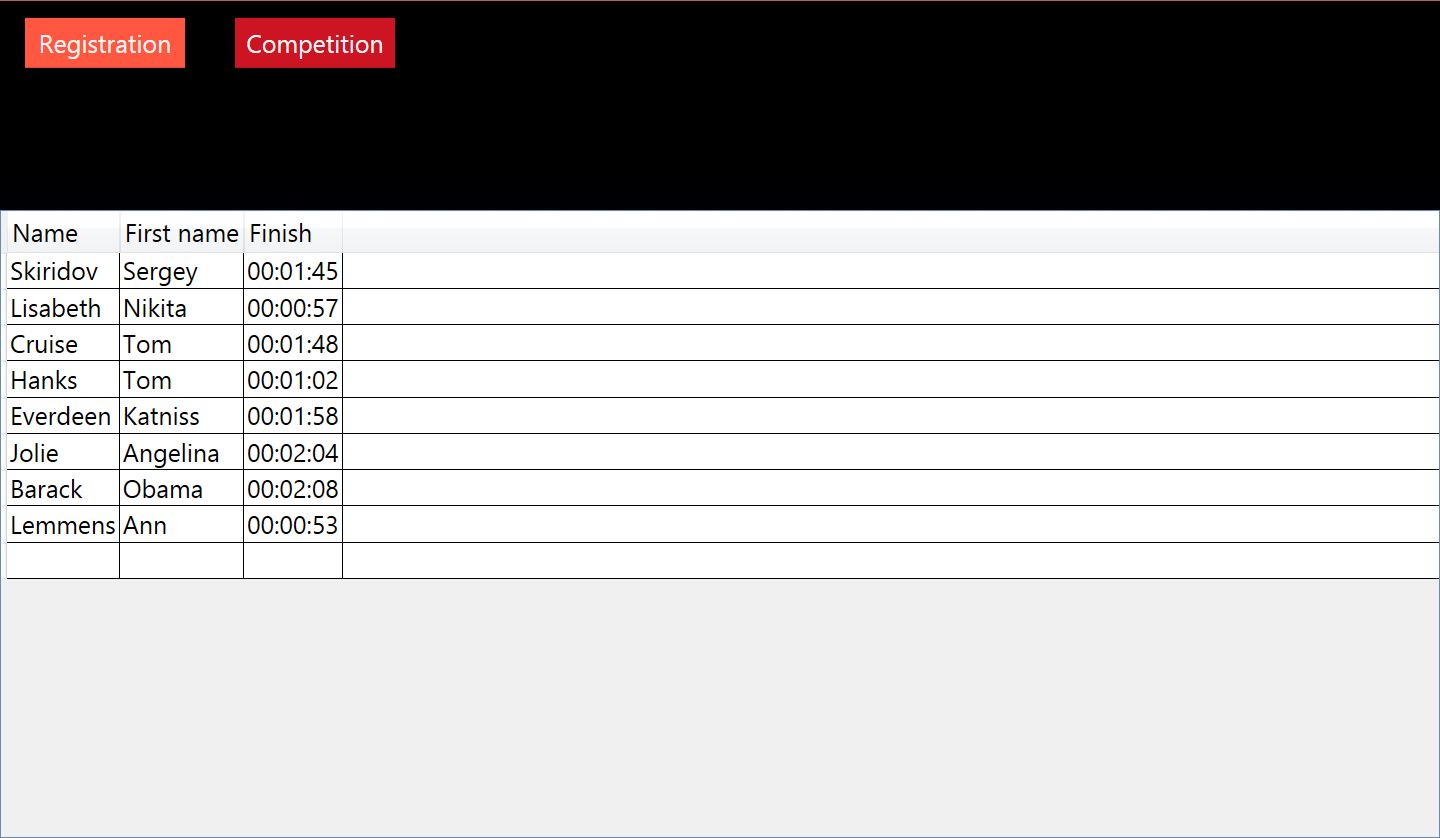 Registration Competition
Name First name Finish
Skiridov Sergey 00:01:45
Lisabeth Nikita 00:00:57
Cruise Tom 00:01:48
Hanks Tom 00:01:02
Everdeen Katniss 00:01:58
Jolie Angelina 00:02:04
Barack Obama 00:02:08
Lemmens Ann 00:00:53